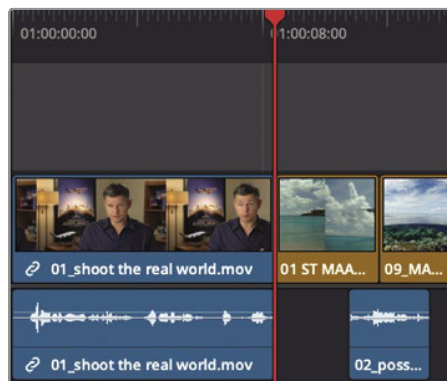 01:00:00:00
01:00:08:00
01_shoot the real world.mov
01 ST MAA...
09_MA...
01_shoot the real world.mov
02_poss...